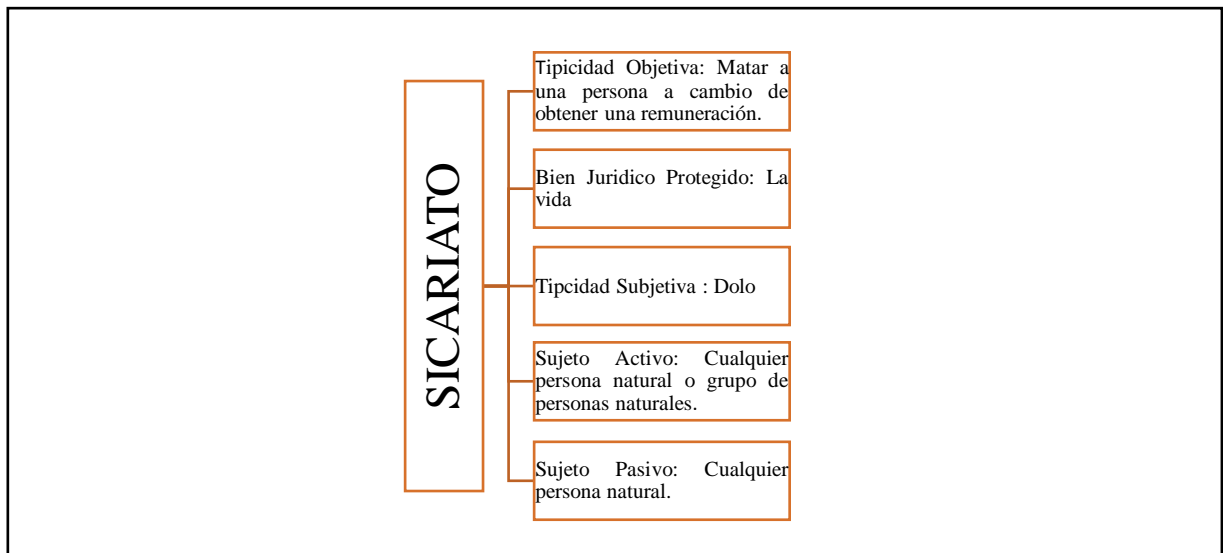 SICARIATO
Tipicidad Objetiva: Matar a
una persona a cambio de
obtener una remuneración.
Bien Juridico Protegido: La
vida
Tipcidad Subjetiva : Dolo
Sujeto Activo: Cualquier
persona natural o grupo de
personas naturales.
Sujeto Pasivo: Cualquier
persona natural.